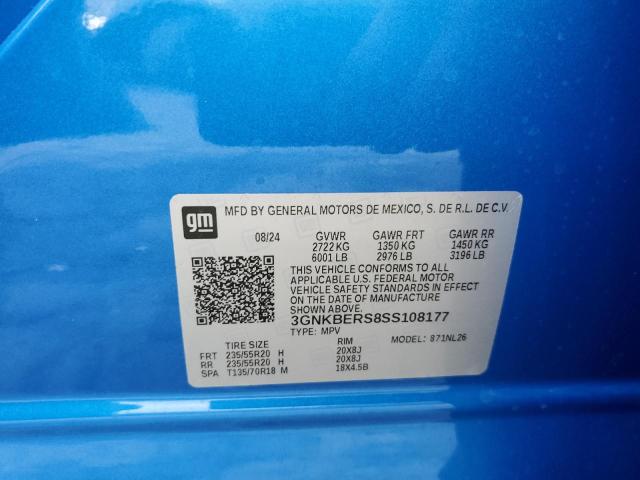 gm
MFD BY GENERAL MOTORS DE MEXICO, S. DE R.L. DE C.V.
08/24 GVWR GAWR FRT GAWR RR
2722 KG 1350 KG 1450 KG
6001 LB 2976 LB 3196 LB
THIS VEHICLE CONFORMS TO ALL
APPLICABLE U.S. FEDERAL MOTOR
VEHICLE SAFETY STANDARDS IN EFFECT
ON THE DATE OF MANUFACTURE SHOWN ABOVE.
3GNKBERS8SS108177
TYPE: MPV MODEL: 871NL26
TIRE SIZE RIM
FRT 235/55R20 H 20X8J
RR 235/55R20 H 20X8J
SPA T135/70R18 M 18X4.5B